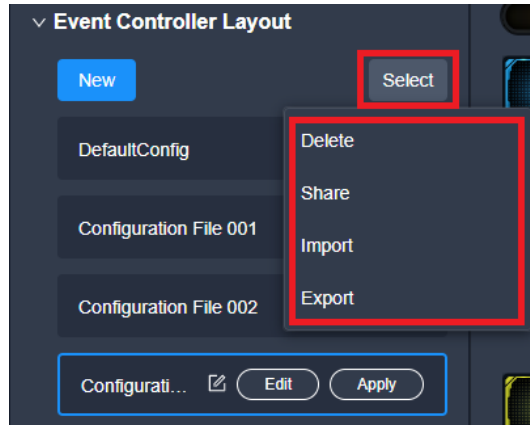 Event Controller Layout
New
Select
DefaultConfig
Delete
Share
Configuration File 001
Import
Configuration File 002
Export
Configurati...
Edit
Apply